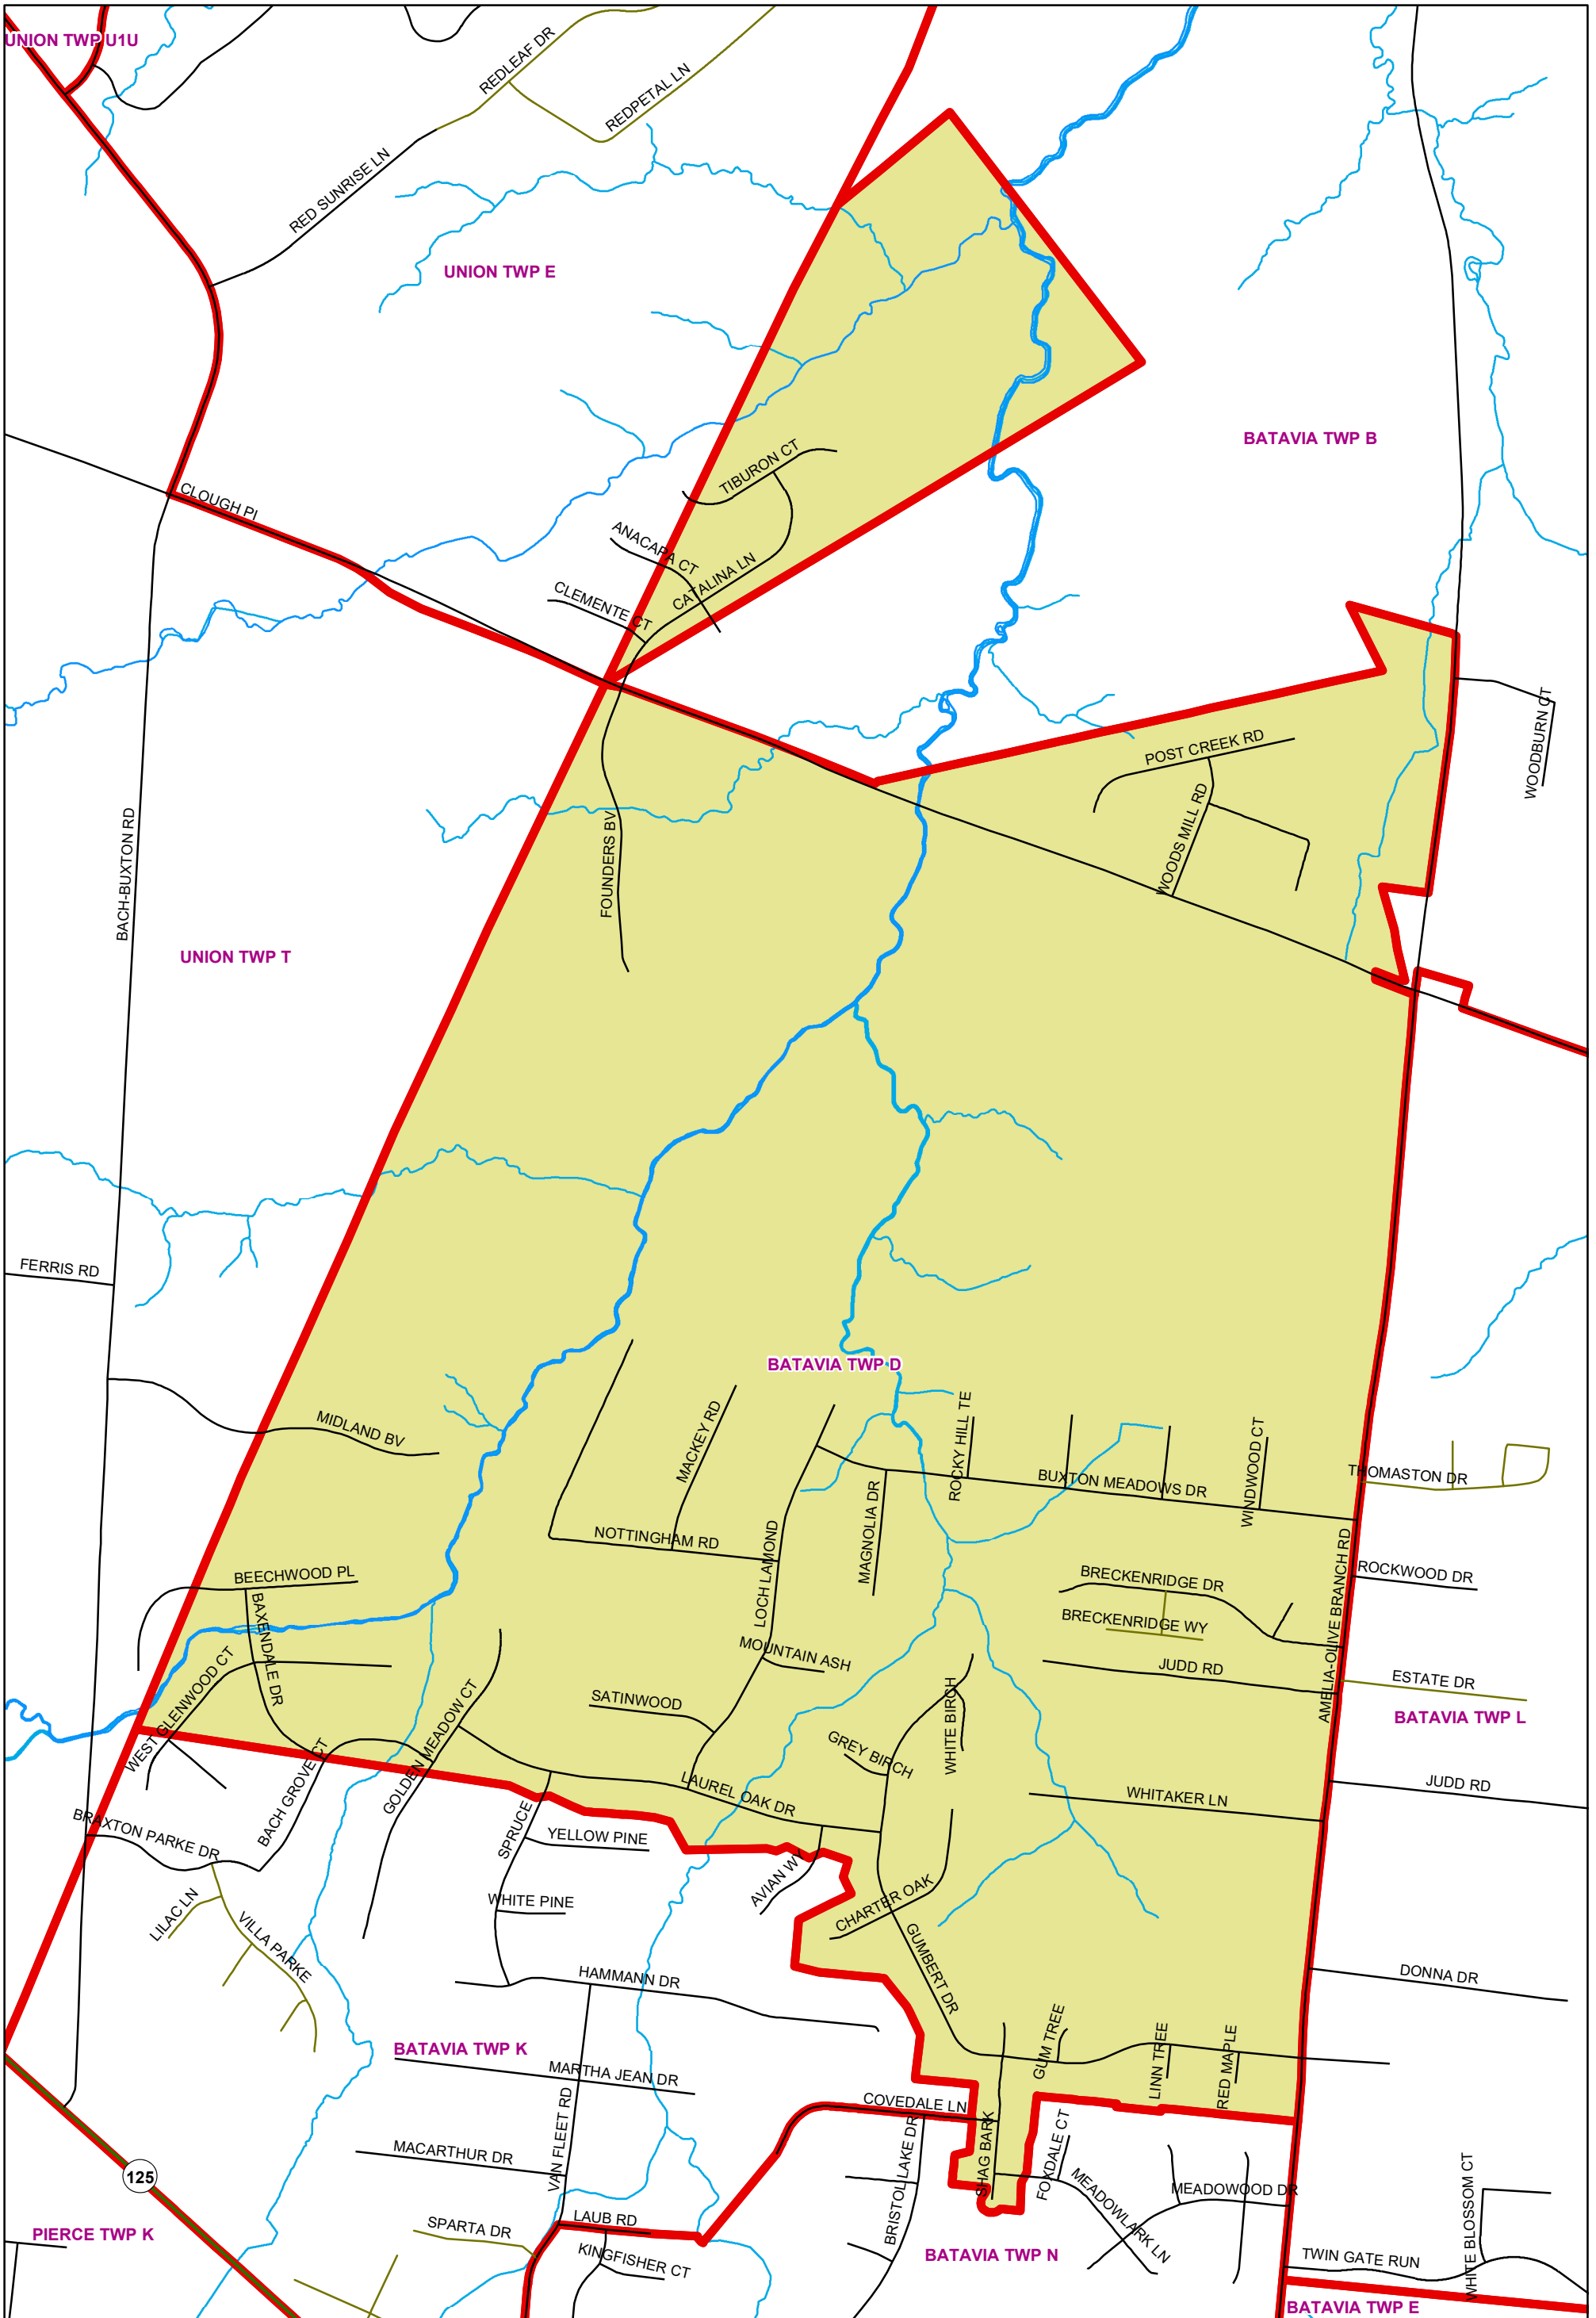 UNION TWP U1U
REDLEAF DR
REDPETAL LN
RED SUNRISE LN
UNION TWP E
BATAVIA TWP B
TIBURON CT
CLOUGH PI
ANACAPA CT
CATALINA LN
CLEMENTE CT
WOODBURN CT
POST CREEK RD
WOODS MILL RD
FOUNDERS BV
BACH-BUXTON RD
UNION TWP T
FERRIS RD
BATAVIA TWP D
MIDLAND BV
MACKEY RD
ROCKY HILL TE
WINDWOOD CT
BUXTON MEADOWS DR
THOMASTON DR
NOTTINGHAM RD
LOCH LAMOND
MAGNOLIA DR
BEECHWOOD PL
BAXENDALE DR
BRECKENRIDGE DR
ROCKWOOD DR
BRECKENRIDGE WY
AMELIA-OLIVE BRANCH RD
WEST GLENWOOD CT
MOUNTAIN ASH
JUDD RD
ESTATE DR
SATINWOOD
WHITE BIRCH
BATAVIA TWP L
GOLDEN MEADOW CT
GREY BIRCH
BACH GROVE CT
LAUREL OAK DR
WHITAKER LN
JUDD RD
BRAXTON PARKE DR
SPRUCE
YELLOW PINE
AVIAN WY
LILAC LN
VILLA PARKE
WHITE PINE
CHARTER OAK
GUMBERT DR
HAMMANN DR
DONNA DR
BATAVIA TWP K
GUM TREE
LINN TREE
RED MAPLE
MARTHA JEAN DR
COVEDALE LN
VAN FLEET RD
MACARTHUR DR
BRISTOL LAKE DR
SHAG BARK
FOXDALE CT
MEADOWLARK LN
MEADOWOOD DR
125
WHITE BLOSSOM CT
PIERCE TWP K
SPARTA DR
LAUB RD
KINGFISHER CT
BATAVIA TWP N
TWIN GATE RUN
BATAVIA TWP E